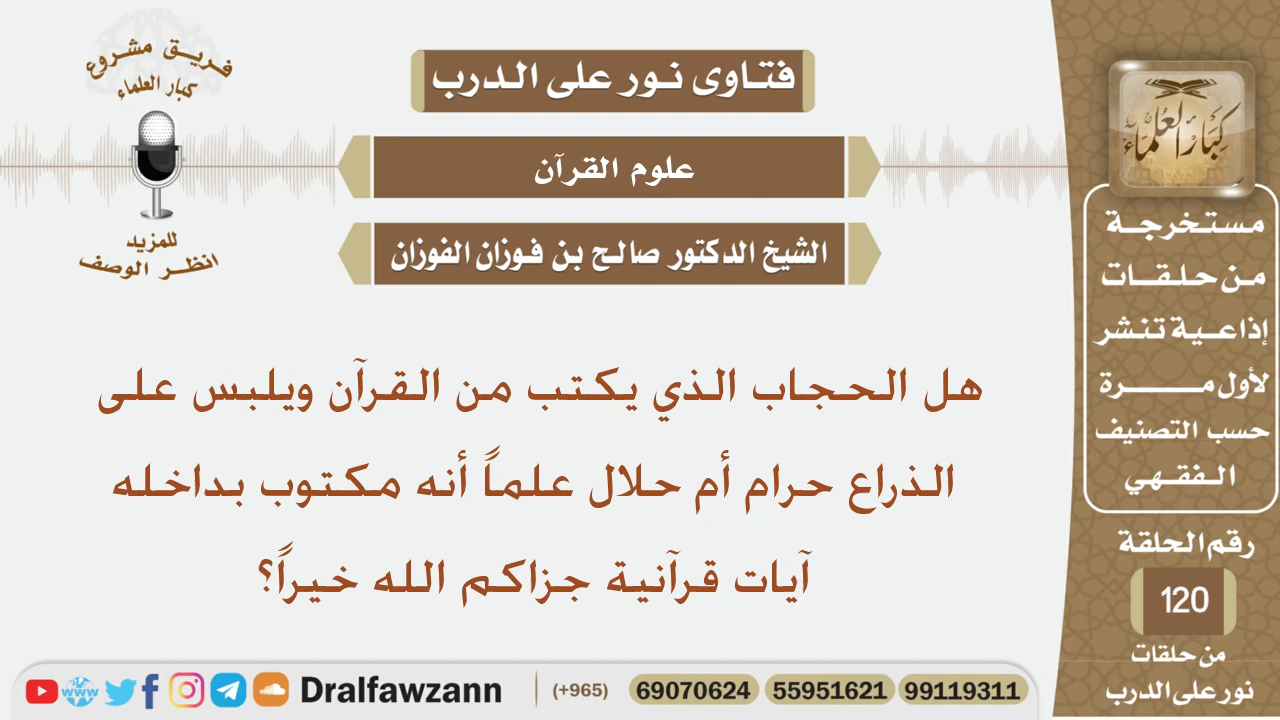 فتاوى نور على الدرب
علوم القرآن
الشيخ الدكتور صالح بن فوزان الفوزان
هل الحجاب الذي يكتب من القرآن ويلبس على
الذراع حرام أم حلال علماً أنه مكتوب بداخله
آيات قرآنية جزاكم الله خيراً؟
فريق مشروع
كبار العلماء
للمزيد
انظر الوصف
كبار العلماء
مستخرجة
من حلقات
إذاعية تنشر
لأول مرة
حسب التصنيف
الفقهي
رقم الحلقة
120
من حلقات
نور على الدرب
www Dralfawzann (+965) 69070624 55951621 99119311